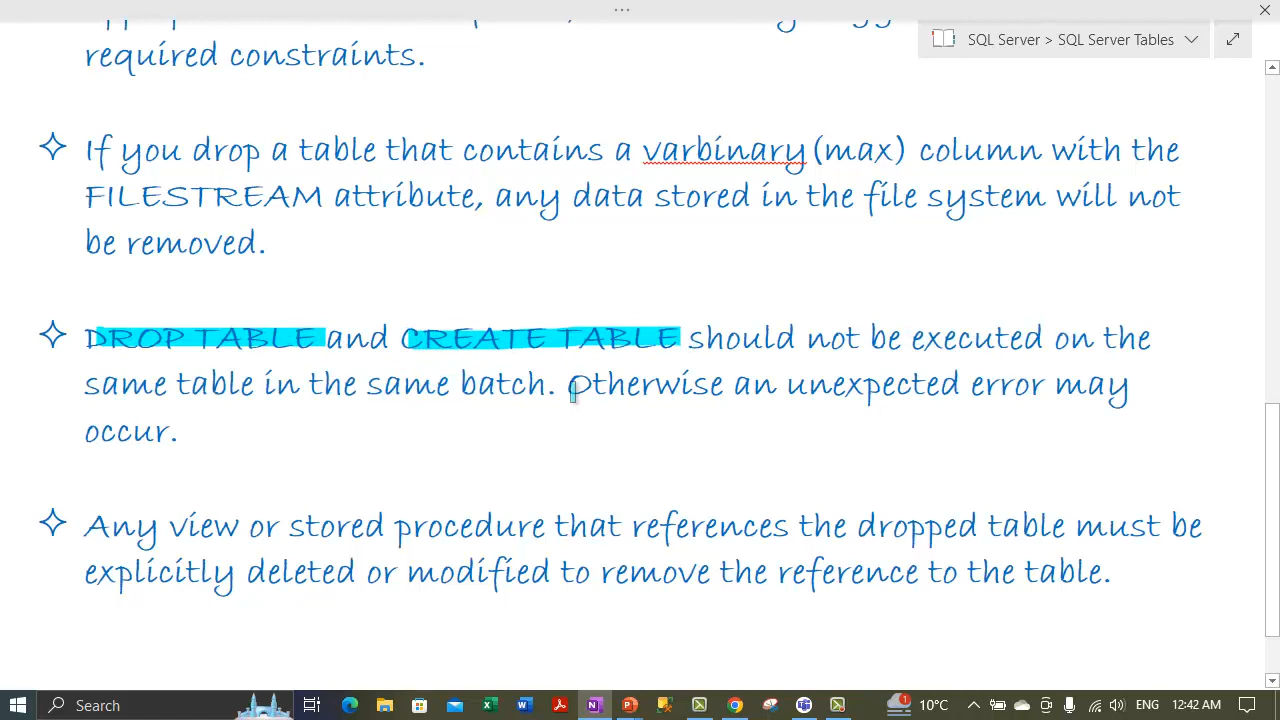 SQL Server > SQL Server Tables
required constraints.
If you drop a table that contains a varbinary(max) column with the
FILESTREAM attribute, any data stored in the file system will not
be removed.
DROP TABLE and CREATE TABLE should not be executed on the
same table in the same batch. Otherwise an unexpected error may
occur.
Any view or stored procedure that references the dropped table must be
explicitly deleted or modified to remove the reference to the table.
Search
1
10°C
ENG
12:42 AM